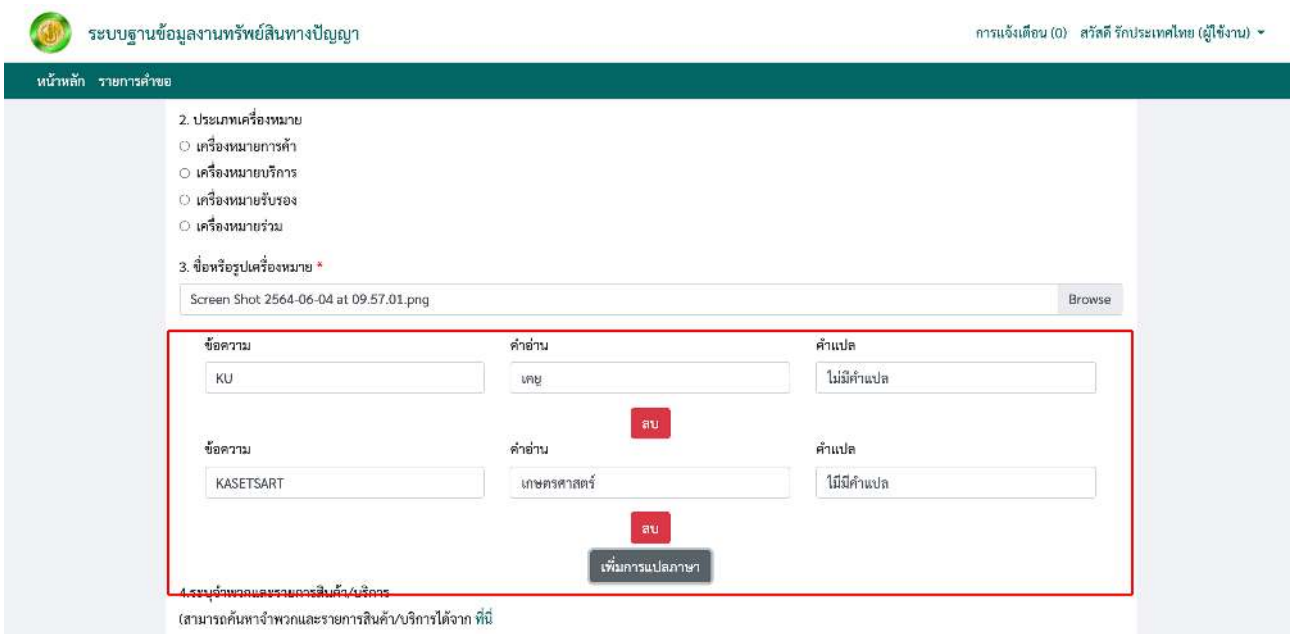 ระบบฐานข้อมูลงานทรัพย์สินทางปัญญา
การแจ้งเตือน (0) สวัสดี รักประเทศไทย (ผู้ใช้งาน)
หน้าหลัก รายการคำขอ
2. ประเภทเครื่องหมาย
เครื่องหมายการค้า
เครื่องหมายบริการ
เครื่องหมายรับรอง
เครื่องหมายร่วม
3. ชื่อหรือรูปเครื่องหมาย *
Screen Shot 2564-06-04 at 09.57.01.png Browse
ข้อความ คำอ่าน คำแปล
KU เคยู ไม่มีคำแปล
ลบ
ข้อความ คำอ่าน คำแปล
KASETSART เกษตรศาสตร์ ไม่มีคำแปล
ลบ
เพิ่มการแปลภาษา
4.ระบุจำพวกและรายการสินค้า/บริการ
(สามารถค้นหาจำพวกและรายการสินค้า/บริการได้จาก ที่นี่